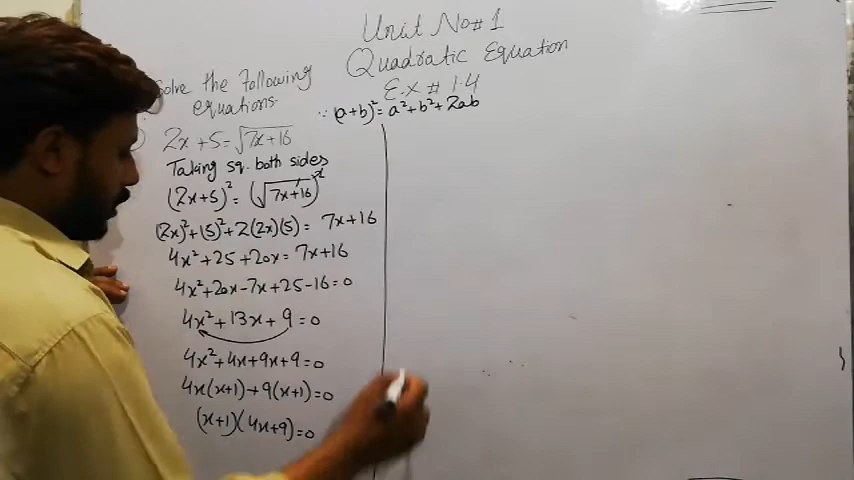 Unit No# 1
Quadratic Equation
E.X # 1.4
Solve the following
equations.
2x+5=√7x+16
∵ (a+b)²= a²+b²+2ab
Taking sq. both sides
(2x+5)² = (√7x+16)²
(2x)²+(5)²+2(2x)(5) = 7x+16
4x²+25+20x=7x+16
4x²+20x-7x+25-16=0
4x²+13x+9=0
4x²+4x+9x+9=0
4x(x+1)+9(x+1)=0
(x+1)(4x+9)=0